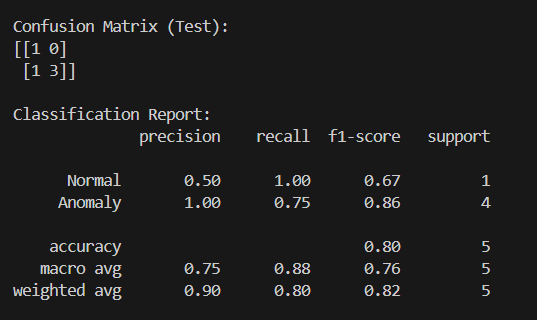 Confusion Matrix (Test):
[[1 0]
 [1 3]]
Classification Report:
              precision    recall  f1-score   support
      Normal       0.50      1.00      0.67         1
     Anomaly       1.00      0.75      0.86         4
    accuracy                           0.80         5
   macro avg       0.75      0.88      0.76         5
weighted avg       0.90      0.80      0.82         5